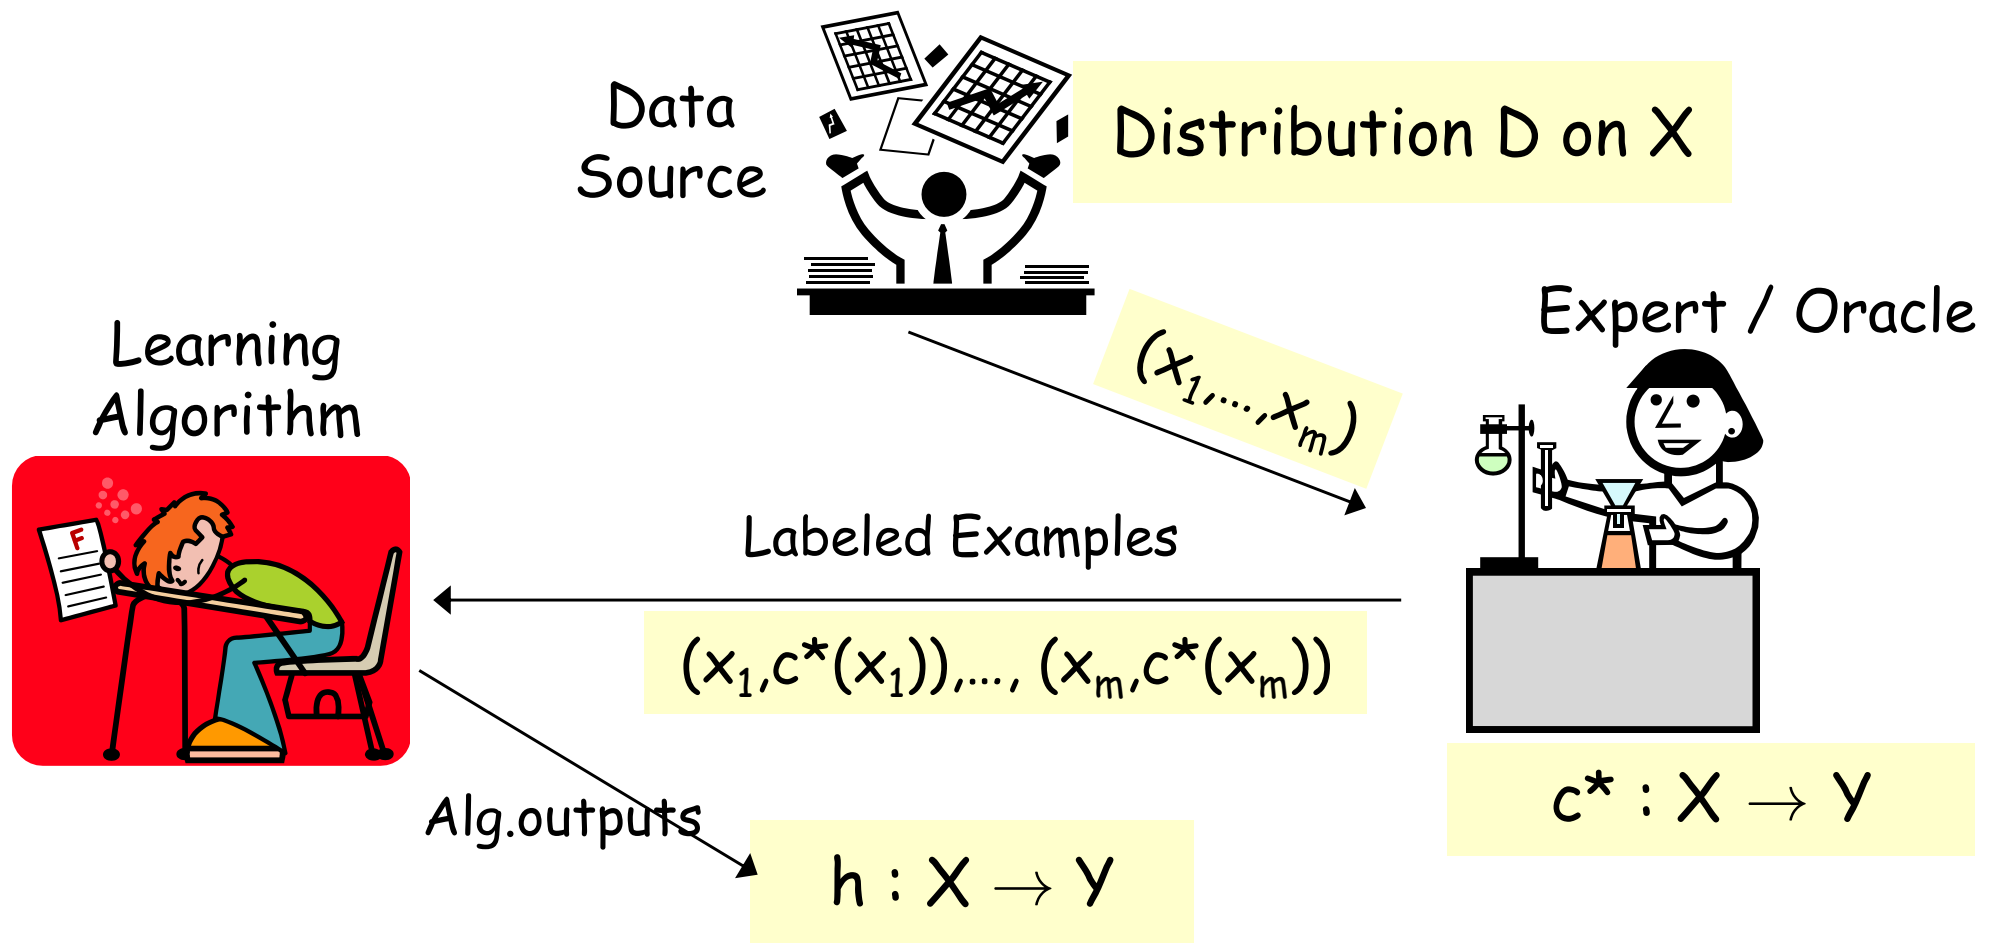 Data
Source
Distribution D on X
Expert / Oracle
(x₁,...,xₘ)
Learning
Algorithm
F
Labeled Examples
(x₁,c*(x₁)),..., (xₘ,c*(xₘ))
Alg.outputs
c* : X → Y
h : X → Y